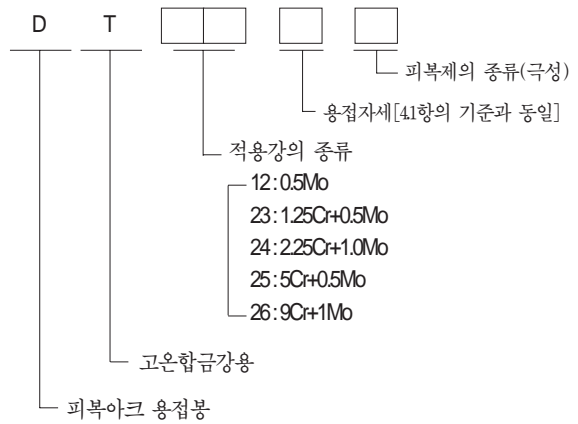 D T
피복제의 종류(극성)
용접자세[4.1항의 기준과 동일]
적용강의 종류
12 : 0.5Mo
23 : 1.25Cr+0.5Mo
24 : 2.25Cr+1.0Mo
25 : 5Cr+0.5Mo
26 : 9Cr+1Mo
고온합금강용
피복아크 용접봉